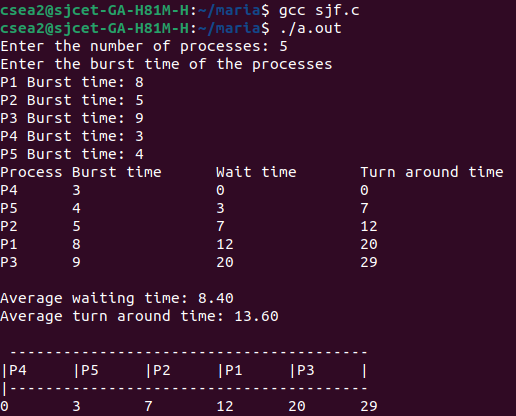 csea2@sjcet-GA-H81M-H:~/maria$ gcc sjf.c
csea2@sjcet-GA-H81M-H:~/maria$ ./a.out
Enter the number of processes: 5
Enter the burst time of the processes
P1 Burst time: 8
P2 Burst time: 5
P3 Burst time: 9
P4 Burst time: 3
P5 Burst time: 4
Process Burst time      Wait time       Turn around time
P4      3               0               0
P5      4               3               7
P2      5               7               12
P1      8               12              20
P3      9               20              29

Average waiting time: 8.40
Average turn around time: 13.60

 ----------------------------------------
|P4     |P5     |P2     |P1     |P3     |
|----------------------------------------
0       3       7       12      20      29